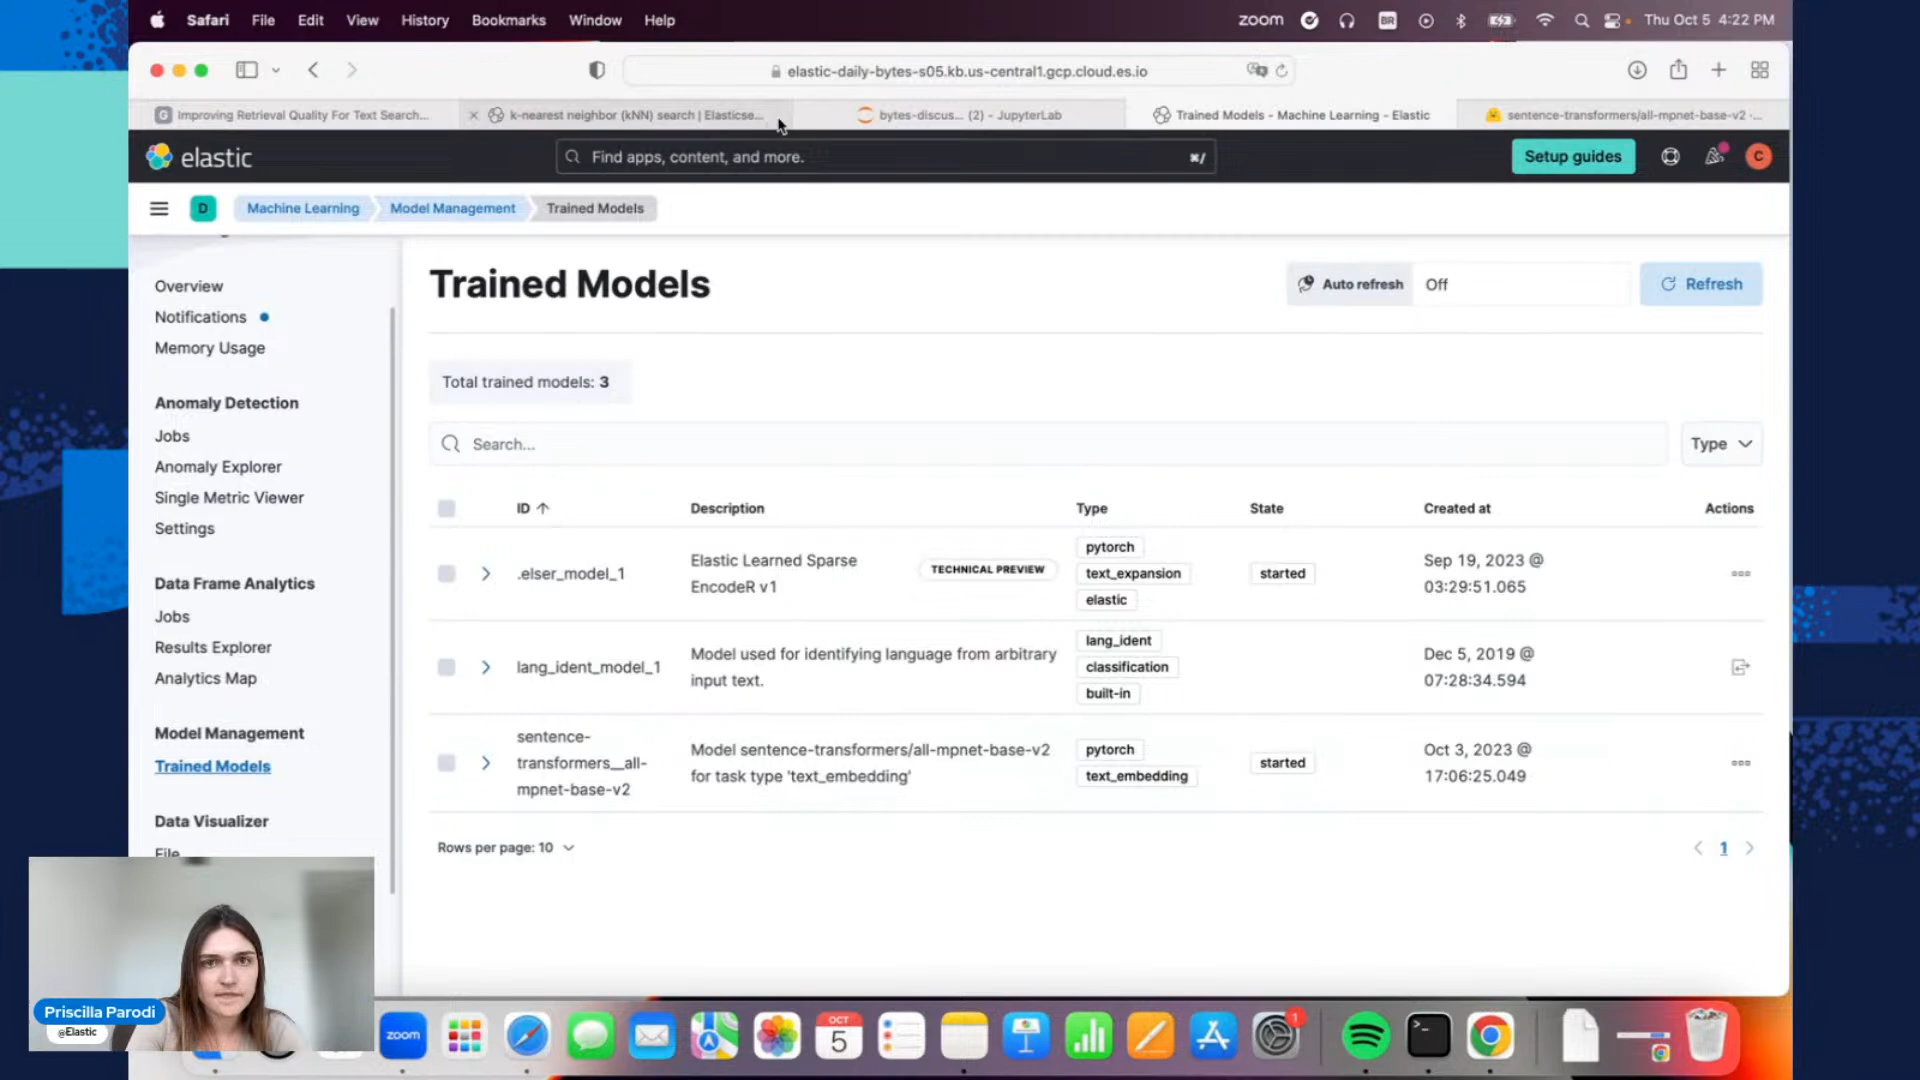 Safari File Edit View History Bookmarks Window Help
zoom BR Thu Oct 5 4:22 PM
elastic-daily-bytes-s05.kb.us-central1.gcp.cloud.es.io
Improving Retrieval Quality For Text Search...
k-nearest neighbor (kNN) search | Elasticse...
bytes-discus... (2) - JupyterLab
Trained Models - Machine Learning - Elastic
sentence-transformers/all-mpnet-base-v2 ·...
elastic
Find apps, content, and more.
⌘/
Setup guides
C
D
Machine Learning
Model Management
Trained Models
Overview
Notifications
Memory Usage
Anomaly Detection
Jobs
Anomaly Explorer
Single Metric Viewer
Settings
Data Frame Analytics
Jobs
Results Explorer
Analytics Map
Model Management
Trained Models
Data Visualizer
File
Trained Models
Auto refresh Off
Refresh
Total trained models: 3
Search...
Type
ID Description Type State Created at Actions
.elser_model_1
Elastic Learned Sparse
EncodeR v1
TECHNICAL PREVIEW
pytorch
text_expansion
elastic
started
Sep 19, 2023 @
03:29:51.065
lang_ident_model_1
Model used for identifying language from arbitrary
input text.
lang_ident
classification
built-in
Dec 5, 2019 @
07:28:34.594
sentence-
transformers__all-
mpnet-base-v2
Model sentence-transformers/all-mpnet-base-v2
for task type 'text_embedding'
pytorch
text_embedding
started
Oct 3, 2023 @
17:06:25.049
Rows per page: 10
1
Priscilla Parodi
@Elastic
zoom
OCT
5
1